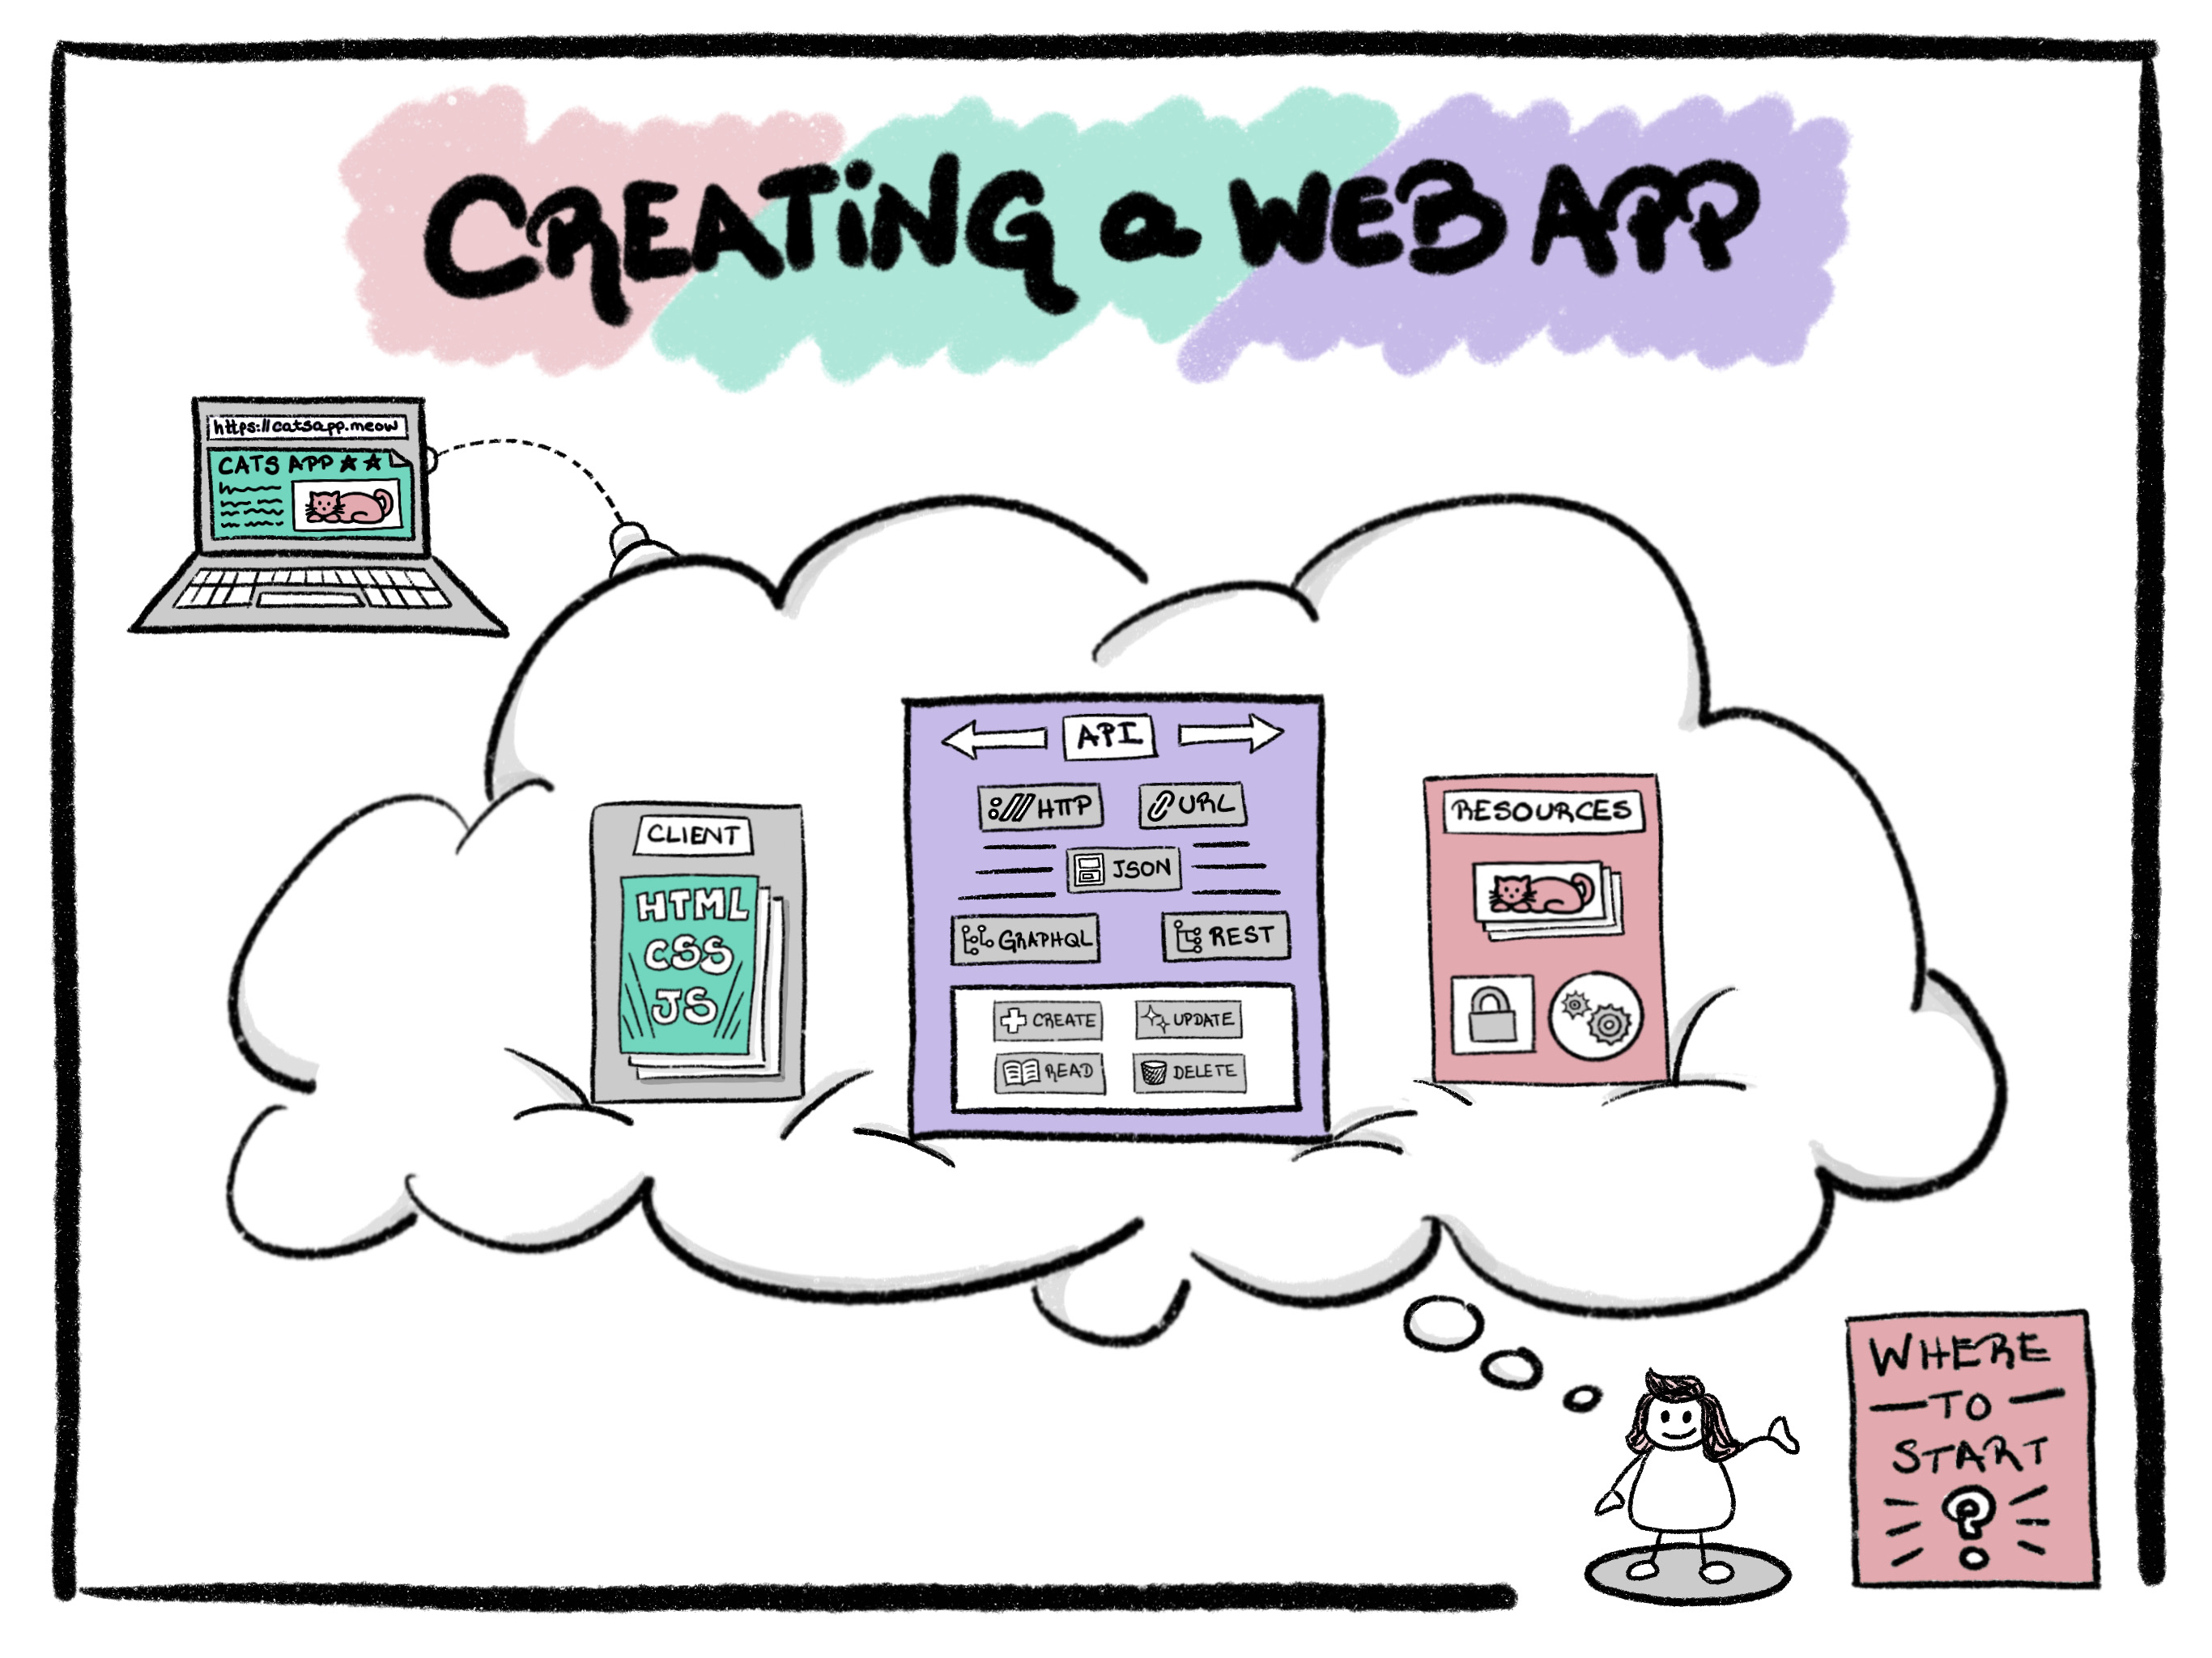 CREATING a WEB APP
https://catsapp.meow
CATS APP
CLIENT
HTML
CSS
JS
API
HTTP
URL
JSON
GRAPHQL
REST
CREATE
UPDATE
READ
DELETE
RESOURCES
WHERE
TO
START
?